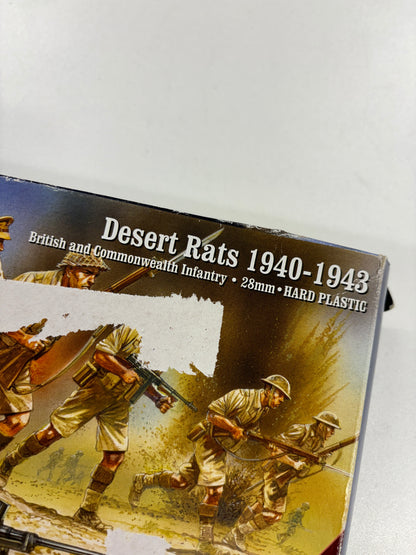 Desert Rats 1940-1943
British and Commonwealth Infantry • 28mm • HARD PLASTIC